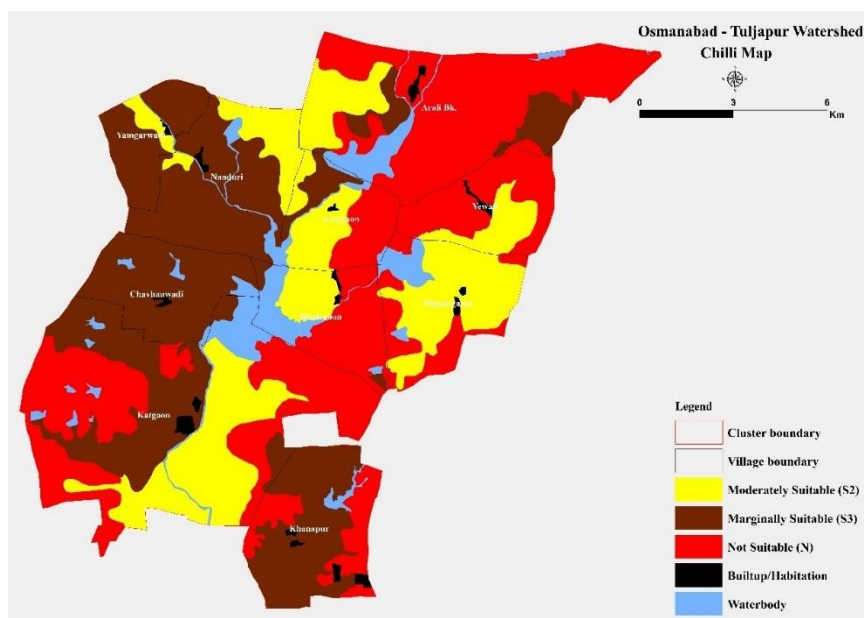 Osmanabad - Tuljapur Watershed
Chilli Map
0 3 6
Km
Arali Bk.
Yamgarwadi
Nanduri
Yewati
Chavhanwadi
Katgaon
Khanapur
Legend
Cluster boundary
Village boundary
Moderately Suitable (S2)
Marginally Suitable (S3)
Not Suitable (N)
Builtup/Habitation
Waterbody